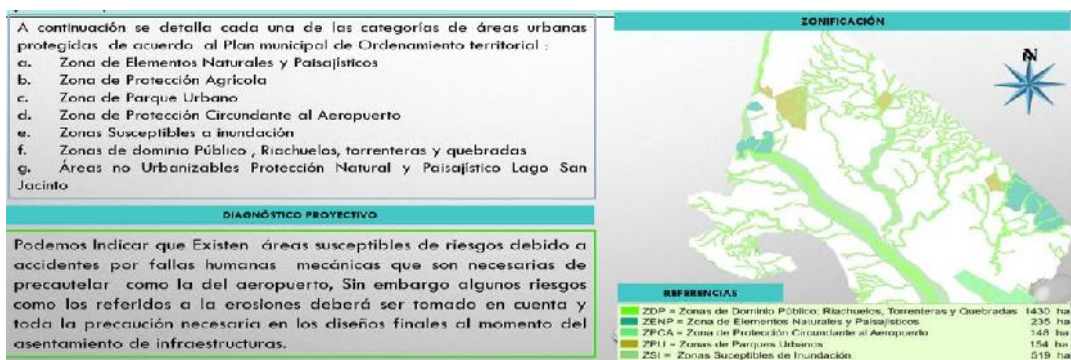 A continuación se detalla cada una de las categorías de áreas urbanas
protegidas de acuerdo al Plan municipal de Ordenamiento territorial :
a. Zona de Elementos Naturales y Paisajísticos
b. Zona de Protección Agrícola
c. Zona de Parque Urbano
d. Zona de Protección Circundante al Aeropuerto
e. Zonas Susceptibles a inundación
f. Zonas de dominio Público , Riachuelos, torrenteras y quebradas
g. Áreas no Urbanizables Protección Natural y Paisajístico Lago San
Jacinto
DIAGNÓSTICO PROYECTIVO
Podemos Indicar que Existen áreas susceptibles de riesgos debido a
accidentes por fallas humanas mecánicas que son necesarias de
precautelar como la del aeropuerto, Sin embargo algunos riesgos
como los referidos a la erosiones deberá ser tomado en cuenta y
toda la precaución necesaria en los diseños finales al momento del
asentamiento de infraestructuras.
ZONIFICACIÓN
N
REFERENCIAS
ZDP = Zonas de Dominio Público: Riachuelos, Torrenteras y Quebradas 1430 ha
ZENP = Zona de Elementos Naturales y Paisajísticos 235 ha
ZPCA = Zona de Protección Circundante al Aeropuerto 148 ha
ZPU = Zonas de Parques Urbanos 154 ha
ZSI = Zonas Suceptibles de Inundación 519 ha